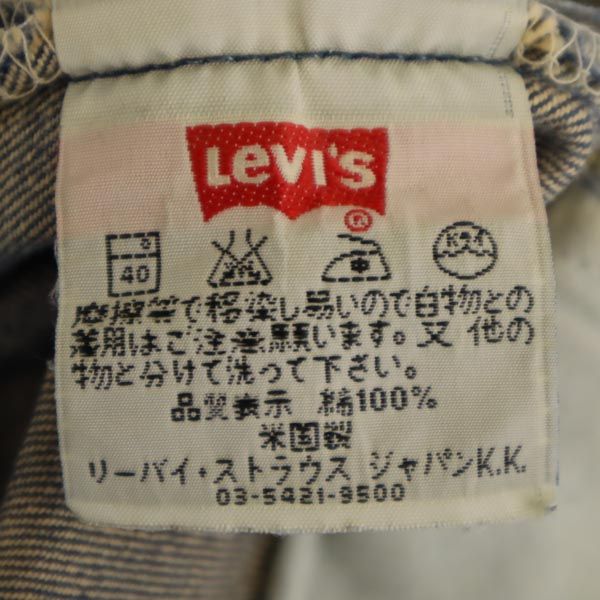 Levi's
®
40
中
摩擦等で移染し易いので白物との
着用はご注意願います。又 他の
物と分けて洗って下さい。
品質表示 綿100%
米国製
リーバイ・ストラウス ジャパンK.K.
03-5421-9500